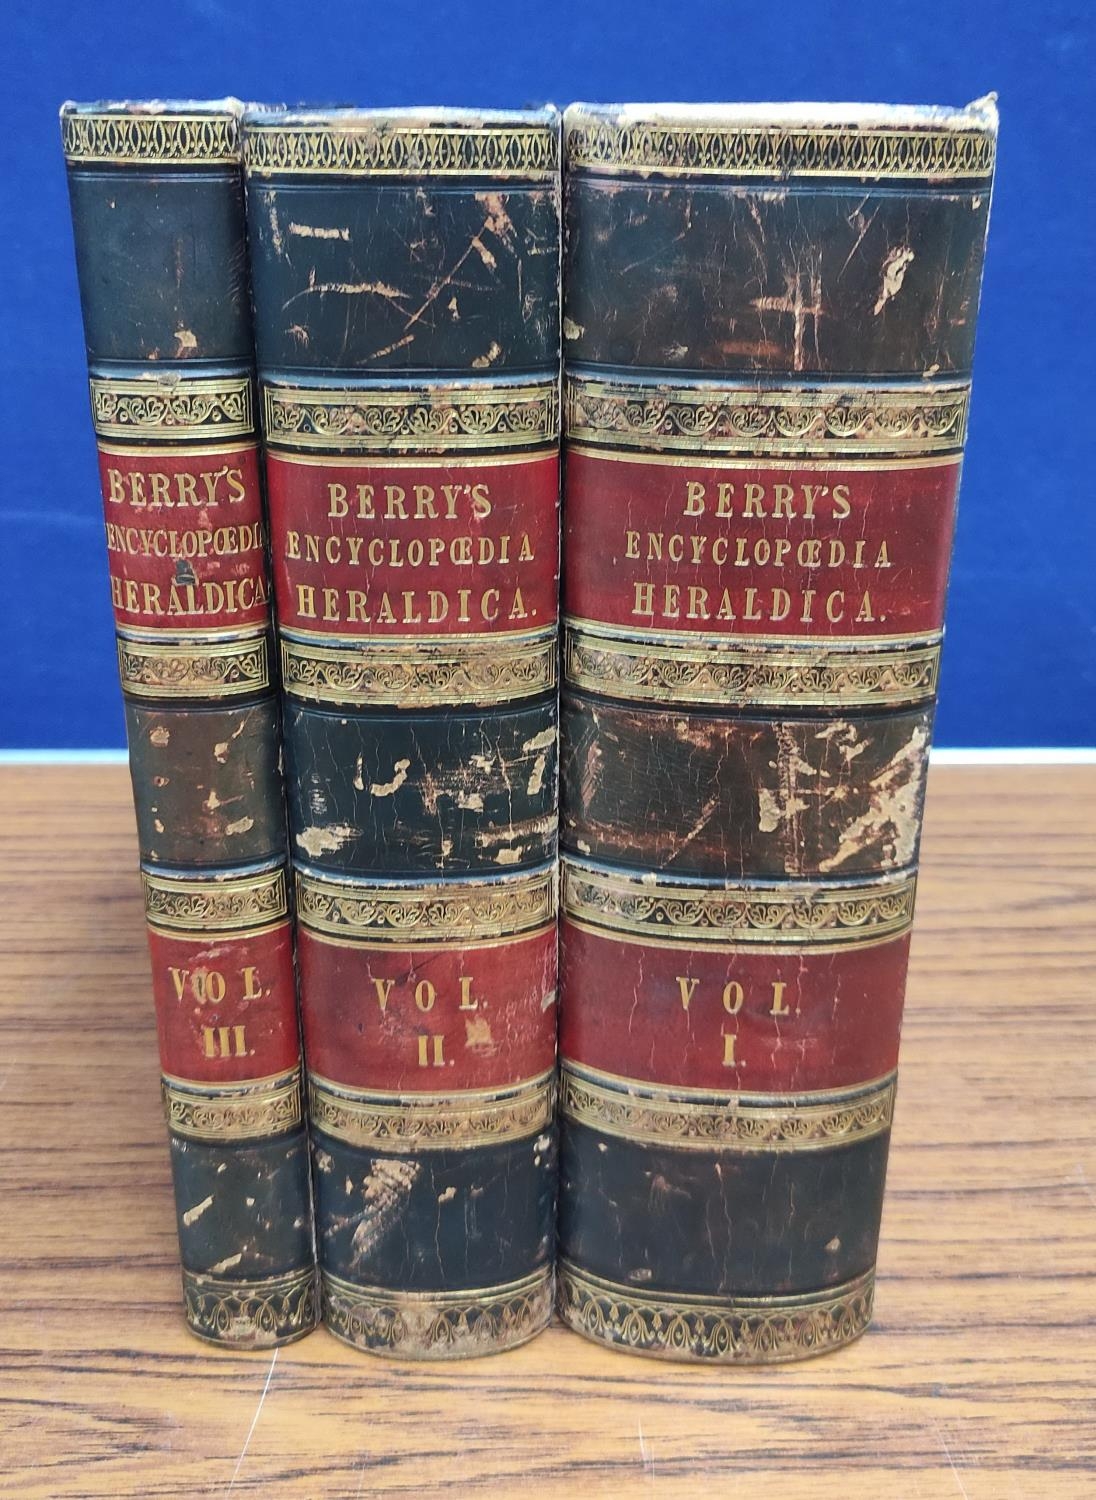 BERRY'S
ENCYCLOPŒDIA
HERALDICA
VOL.
III.
BERRY'S
ENCYCLOPŒDIA
HERALDICA.
VOL.
II.
BERRY'S
ENCYCLOPŒDIA
HERALDICA.
VOL.
I.